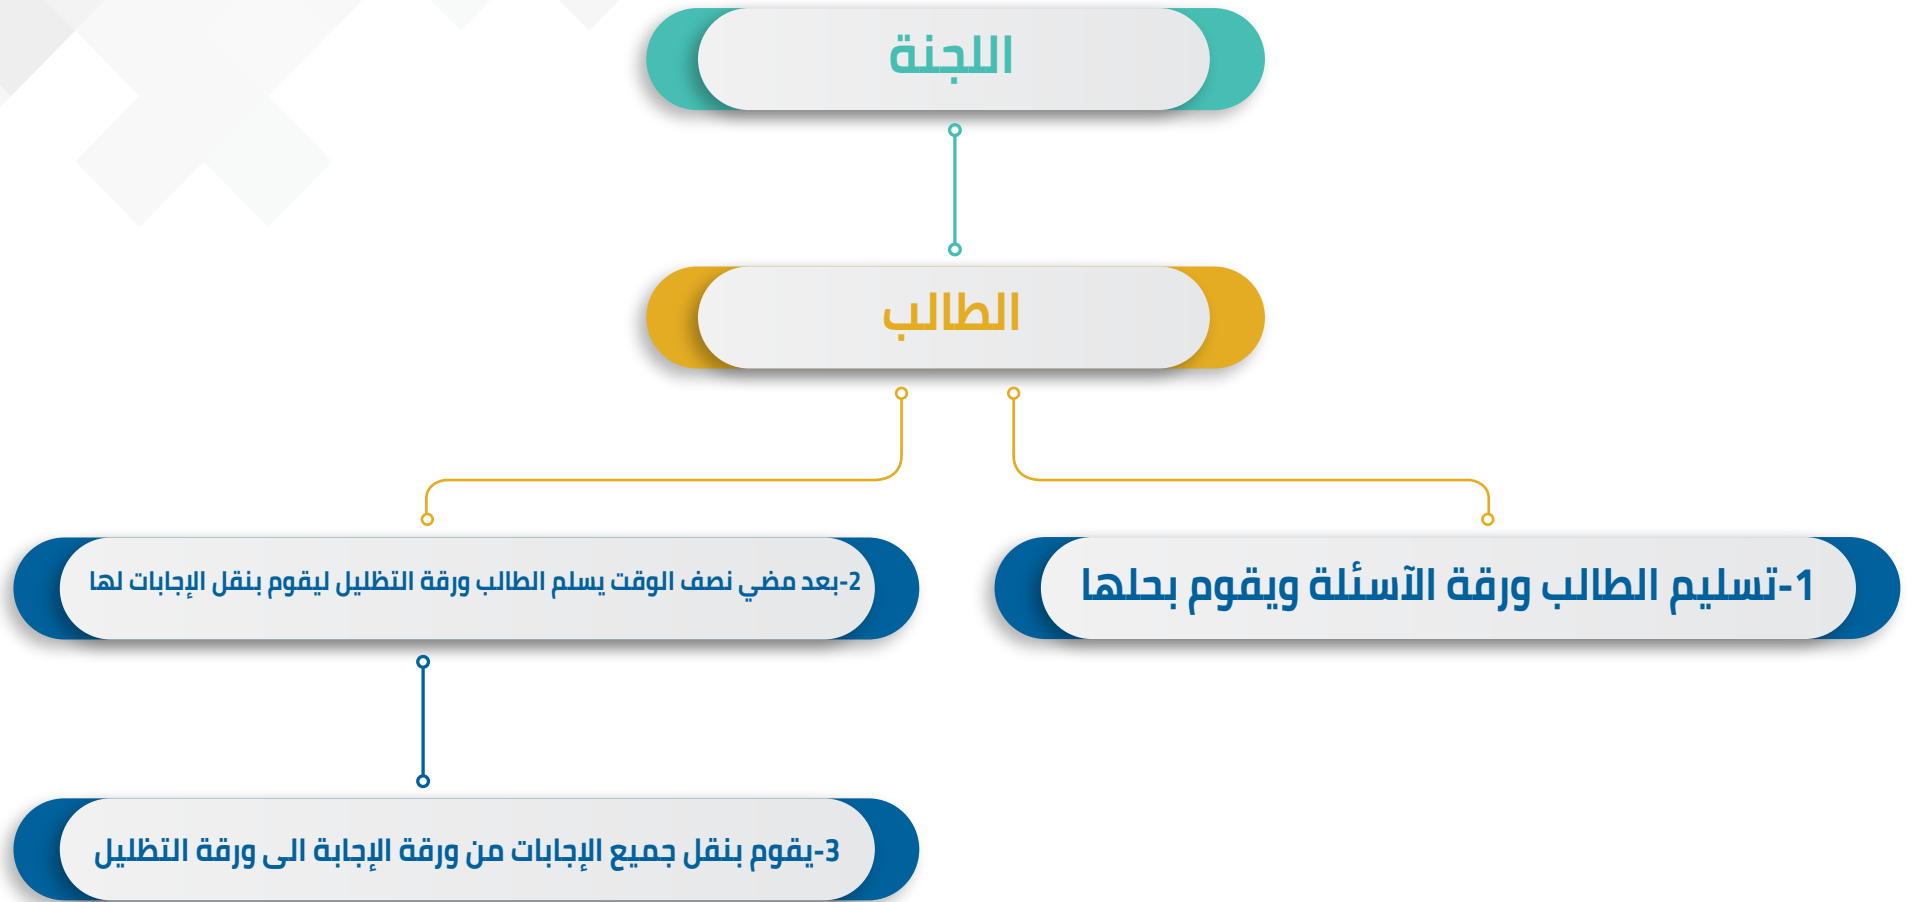 اللجنة
الطالب
1-تسليم الطالب ورقة الآسئلة ويقوم بحلها
2-بعد مضي نصف الوقت يسلم الطالب ورقة التظليل ليقوم بنقل الإجابات لها
3-يقوم بنقل جميع الإجابات من ورقة الإجابة الى ورقة التظليل